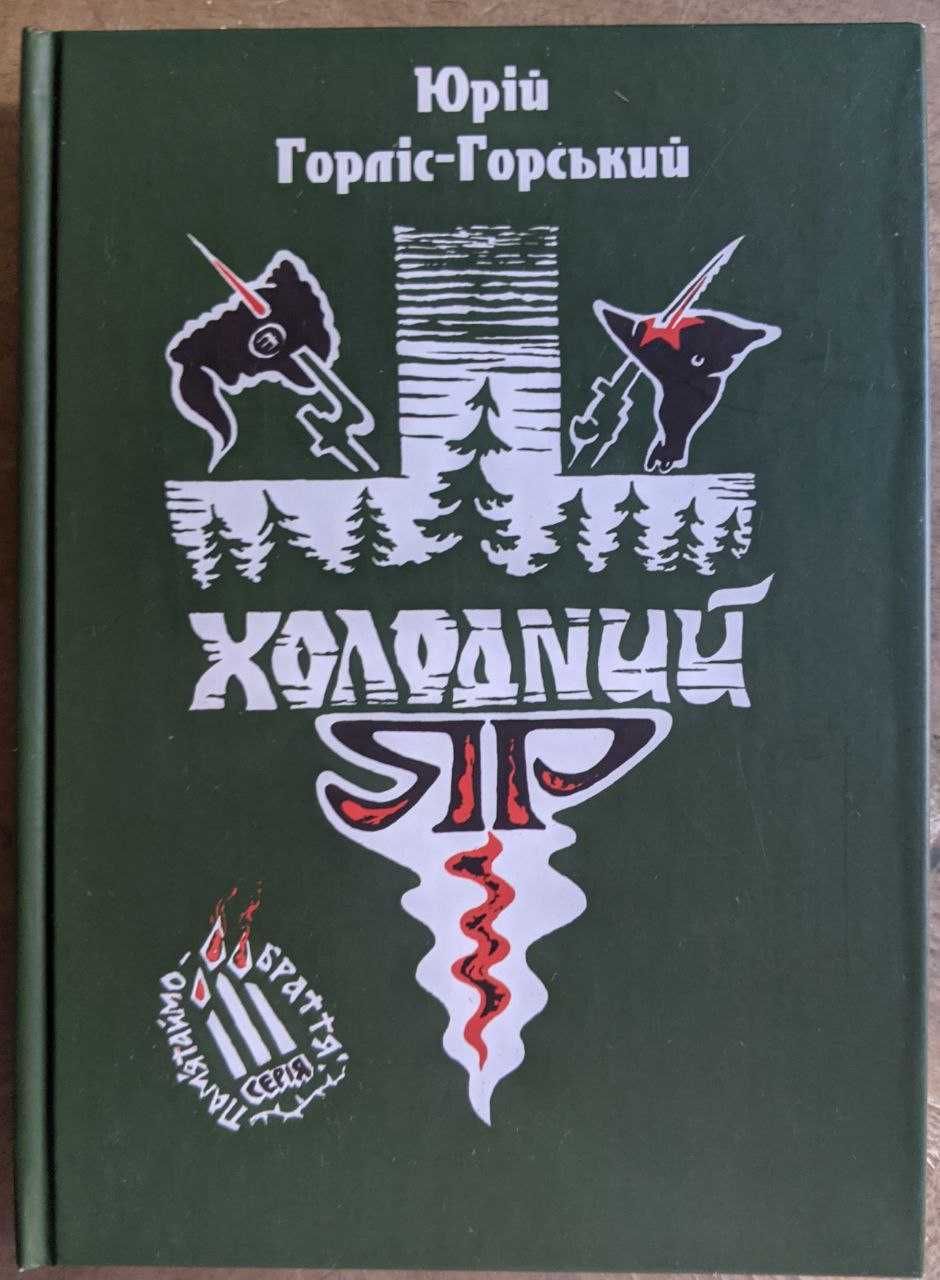 Юрій
Горліс-Горський
ХОЛОДНИЙ
ЯР
ПАМ'ЯТАЙМО-
БРАТТЯ!
СЕРІЯ